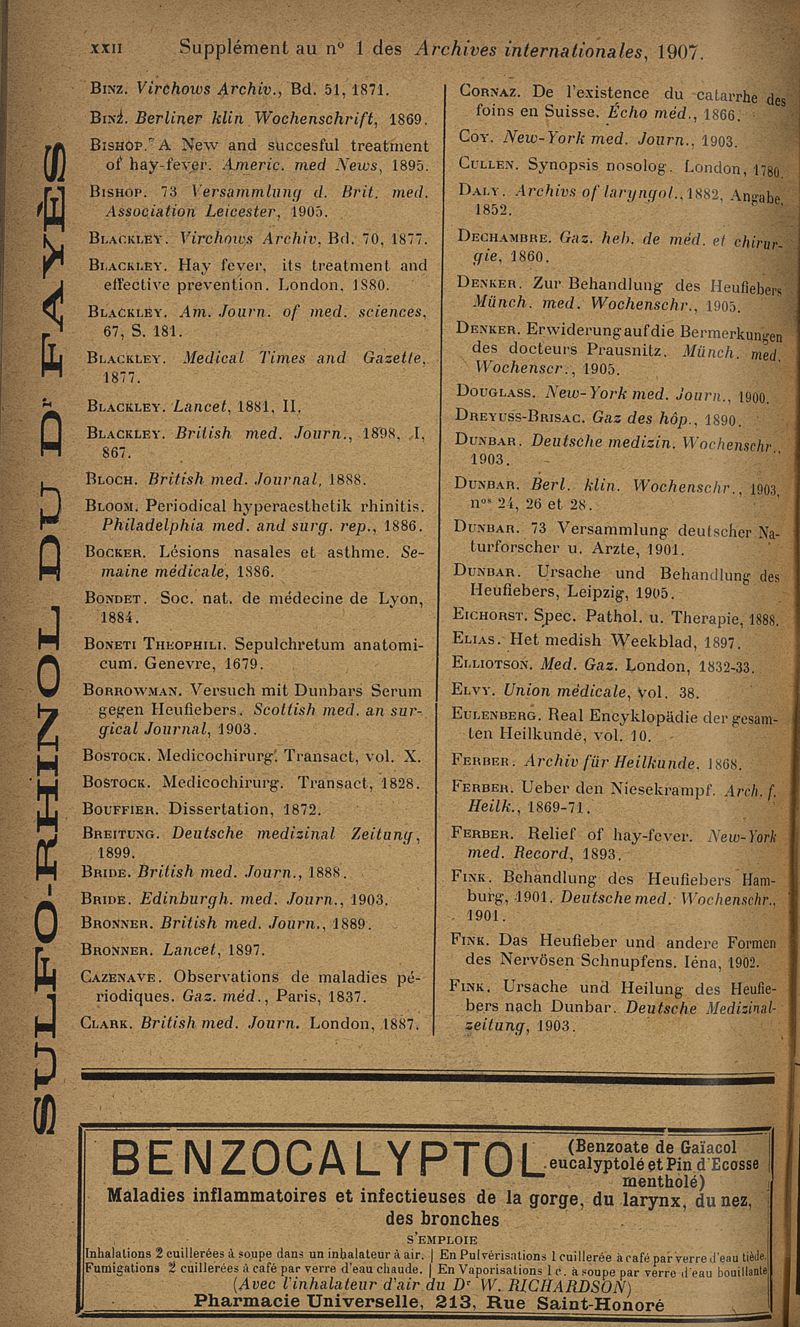 XXII Supplément au n° 1 des Archives internationales, 1907.
BINZ. Virchows Archiv., Bd. 51, 1871.
BINZ. Berliner klin Wochenschrift, 1869.
BISHOP. A New and succesful treatment
of hay-fever. Americ. med News, 1895.
BISHOP. 73 Versammlung d. Brit. med.
Association Leicester, 1905.
BLACKLEY. Virchows Archiv, Bd. 70, 1877.
BLACKLEY. Hay fever, its treatment and
effective prevention. London, 1880.
BLACKLEY. Am. Journ. of med. sciences,
67, S. 181.
BLACKLEY. Medical Times and Gazette,
1877.
BLACKLEY. Lancet, 1881, II.
BLACKLEY. British med. Journ., 1898, I,
867.
BLOCH. British med. Journal, 1888.
BLOOM. Periodical hyperaesthetik rhinitis.
Philadelphia med. and surg. rep., 1886.
BOCKER. Lésions nasales et asthme. Se-
maine médicale, 1886.
BONDET. Soc. nat. de médecine de Lyon,
1884.
BONETI THEOPHILI. Sepulchretum anatomi-
cum. Genevre, 1679.
BORROWMAN. Versuch mit Dunbars Serum
gegen Heufiebers. Scottish med. an sur-
gical Journal, 1903.
BOSTOCK. Medicochirurg. Transact, vol. X.
BOSTOCK. Medicochirurg. Transact, 1828.
BOUFFIER. Dissertation, 1872.
BREITUNG. Deutsche medizinal Zeitung,
1899.
BRIDE. British med. Journ., 1888.
BRIDE. Edinburgh. med. Journ., 1903.
BRONNER. British med. Journ., 1889.
BRONNER. Lancet, 1897.
CAZENAVE. Observations de maladies pé-
riodiques. Gaz. méd., Paris, 1837.
CLARK. British med. Journ. London, 1887.
CORNAZ. De l'existence du catarrhe des
foins en Suisse. Écho méd., 1866.
COY. New-York med. Journ., 1903.
CULLEN. Synopsis nosolog. London, 1780.
DALY. Archivs of laryngol., 1882, Angabe,
1852.
DECHAMBRE. Gaz. heb. de méd. et chirur-
gie, 1860.
DENKER. Zur Behandlung des Heufiebers
Münch. med. Wochenschr., 1905.
DENKER. Erwiderung auf die Bermerkungen
des docteurs Prausnitz. Münch. med.
Wochenscr., 1905.
DOUGLASS. New-York med. Journ., 1900.
DREYUSS-BRISAC. Gaz des hôp., 1890.
DUNBAR. Deutsche medizin. Wochenschr.,
1903.
DUNBAR. Berl. klin. Wochenschr., 1903,
nos 24, 26 et 28.
DUNBAR. 73 Versammlung deutscher Na-
turforscher u. Arzte, 1901.
DUNBAR. Ursache und Behandlung des
Heufiebers, Leipzig, 1905.
EICHORST. Spec. Pathol. u. Therapie, 1888.
ELIAS. Het medish Weekblad, 1897.
ELLIOTSON. Med. Gaz. London, 1832-33.
ELVY. Union médicale, vol. 38.
EULENBERG. Real Encyklopädie der gesam-
ten Heilkunde, vol. 10.
FERBER. Archiv für Heilkunde, 1868.
FERBER. Ueber den Niesekrampf. Arch. f.
Heilk., 1869-71.
FERBER. Relief of hay-fever. New-York
med. Record, 1893.
FINK. Behandlung des Heufiebers Ham-
burg, 1901. Deutsche med. Wochenschr.,
1901.
FINK. Das Heufieber und andere Formen
des Nervösen Schnupfens. Iéna, 1902.
FINK. Ursache und Heilung des Heufie-
bers nach Dunbar. Deutsche Medizinal-
zeitung, 1903.
SULFO-RHINOL DU Dr FAYÈS
BENZOCALYPTOL (Benzoate de Gaïacol
eucalyptolé et Pin d'Ecosse
mentholé)
Maladies inflammatoires et infectieuses de la gorge, du larynx, du nez,
des bronches
S'EMPLOIE
Inhalations 2 cuillerées à soupe dans un inhalateur à air. | En Pulvérisations 1 cuillerée à café par verre d'eau tiède.
Fumigations 2 cuillerées à café par verre d'eau chaude. | En Vaporisations 1 c. à soupe par verre d'eau bouillante
(Avec l'inhalateur d'air du Dr W. RICHARDSON)
Pharmacie Universelle, 213, Rue Saint-Honoré